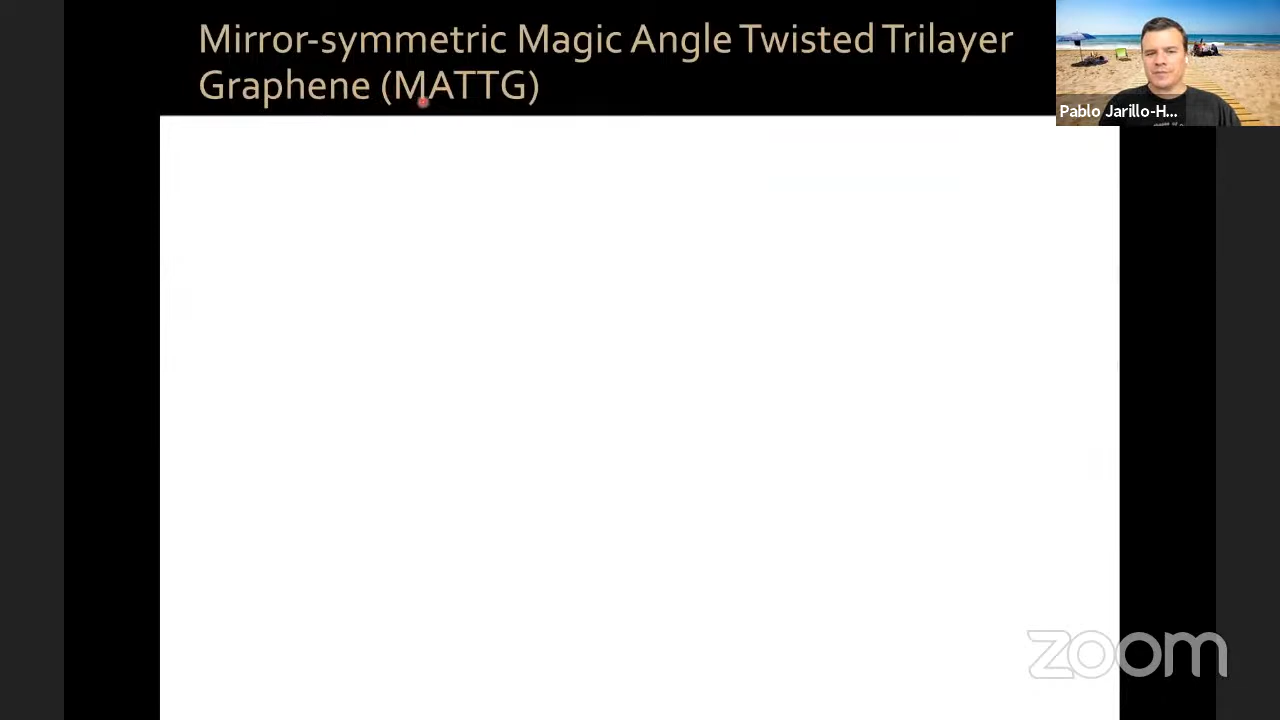 Mirror-symmetric Magic Angle Twisted Trilayer
Graphene (MATTG)
Pablo Jarillo-H...
zoom